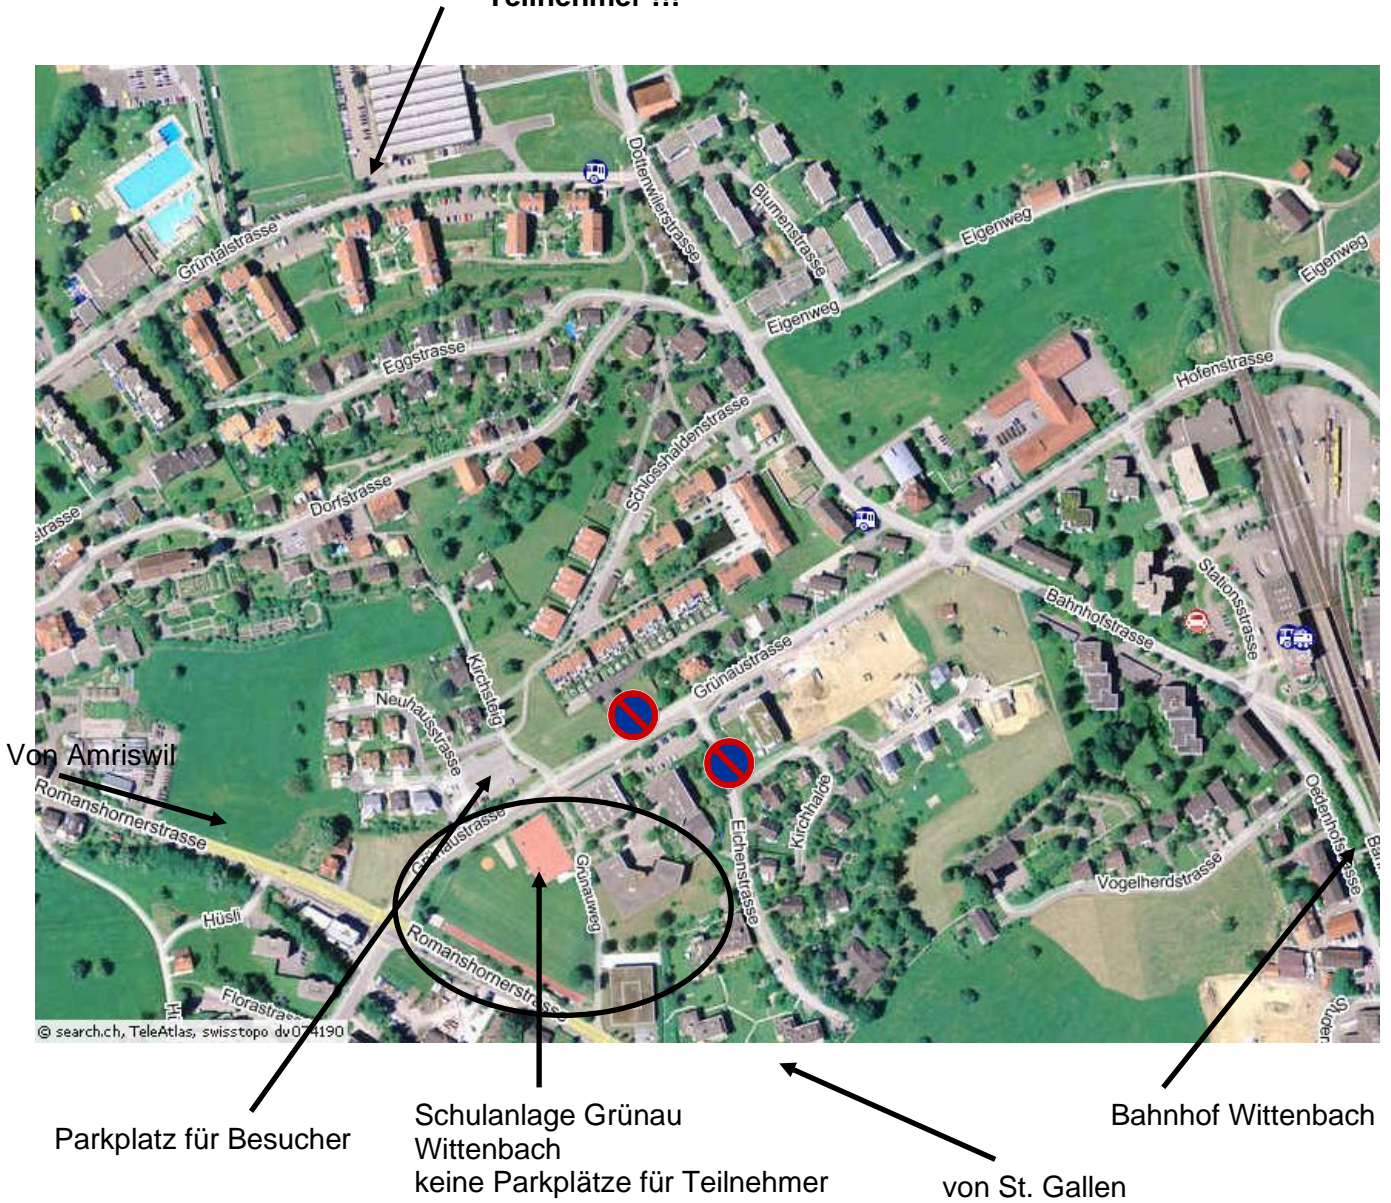 Teilnehmer !!!
Dottenwilerstrasse
Blumenstrasse
Eigenweg
Eigenweg
Grüntalstrasse
Eigenweg
Eggstrasse
Hofenstrasse
Schlosshaldenstrasse
Dorfstrasse
strasse
Stationsstrasse
Bahnhofstrasse
Kirchsteig
Grünaustrasse
Neuhausstrasse
Von Amriswil
Romanshornerstrasse
Kirchhalde
Oedenhofstrasse
Grünaustrasse
Eichenstrasse
Grünauweg
Vogelherdstrasse
Hüsli
Romanshornerstrasse
Florastrasse
© search.ch, TeleAtlas, swisstopo dv074190
Parkplatz für Besucher
Schulanlage Grünau
Wittenbach
keine Parkplätze für Teilnehmer
von St. Gallen
Bahnhof Wittenbach